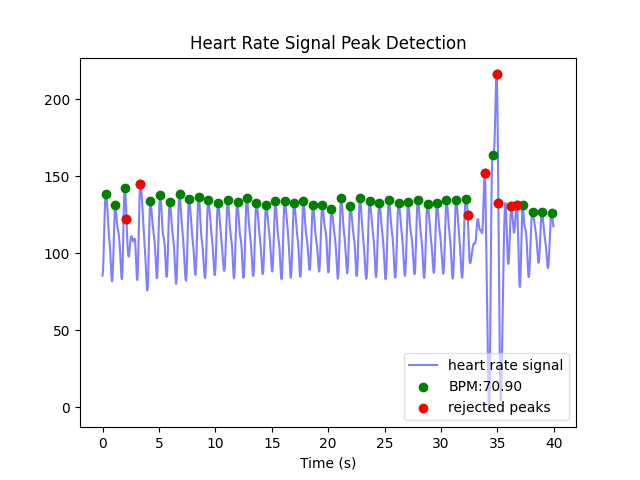 Heart Rate Signal Peak Detection
200
150
100
50
0
heart rate signal
BPM:70.90
rejected peaks
0 5 10 15 20 25 30 35 40
Time (s)